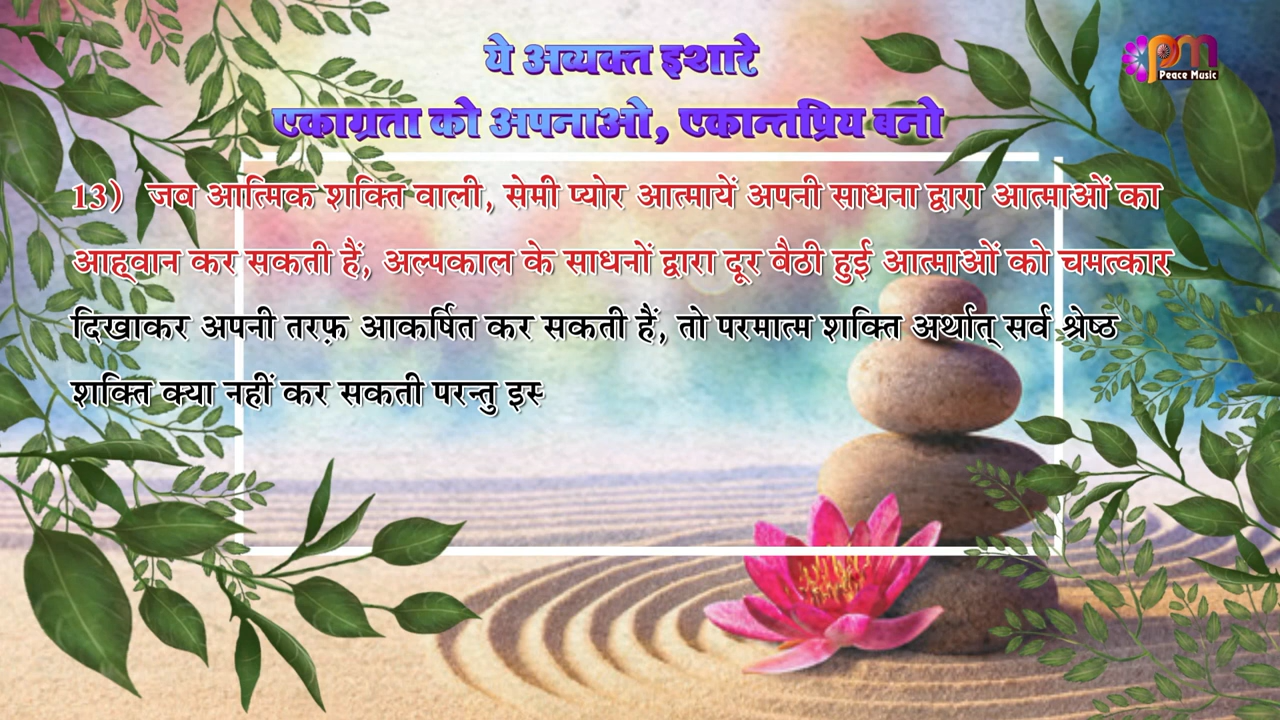 ये अव्यक्त इशारे
एकाग्रता को अपनाओ, एकान्तप्रिय बनो
pm
Peace Music
13) जब आत्मिक शक्ति वाली, सेमी प्योर आत्मायें अपनी साधना द्वारा आत्माओं का
आह्वान कर सकती हैं, अल्पकाल के साधनों द्वारा दूर बैठी हुई आत्माओं को चमत्कार
दिखाकर अपनी तरफ़ आकर्षित कर सकती हैं, तो परमात्म शक्ति अर्थात् सर्व श्रेष्ठ
शक्ति क्या नहीं कर सकती परन्तु इस